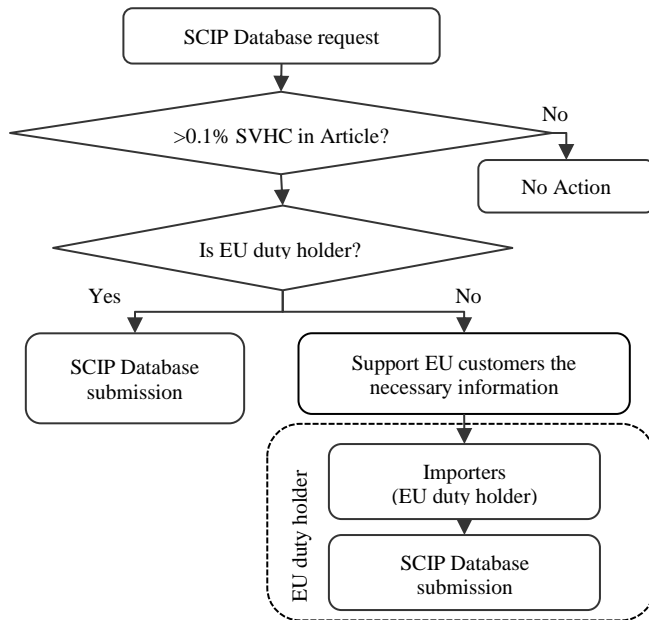 SCIP Database request
>0.1% SVHC in Article?
No
No Action
Is EU duty holder?
Yes
No
SCIP Database
submission
Support EU customers the
necessary information
EU duty holder
Importers
(EU duty holder)
SCIP Database
submission